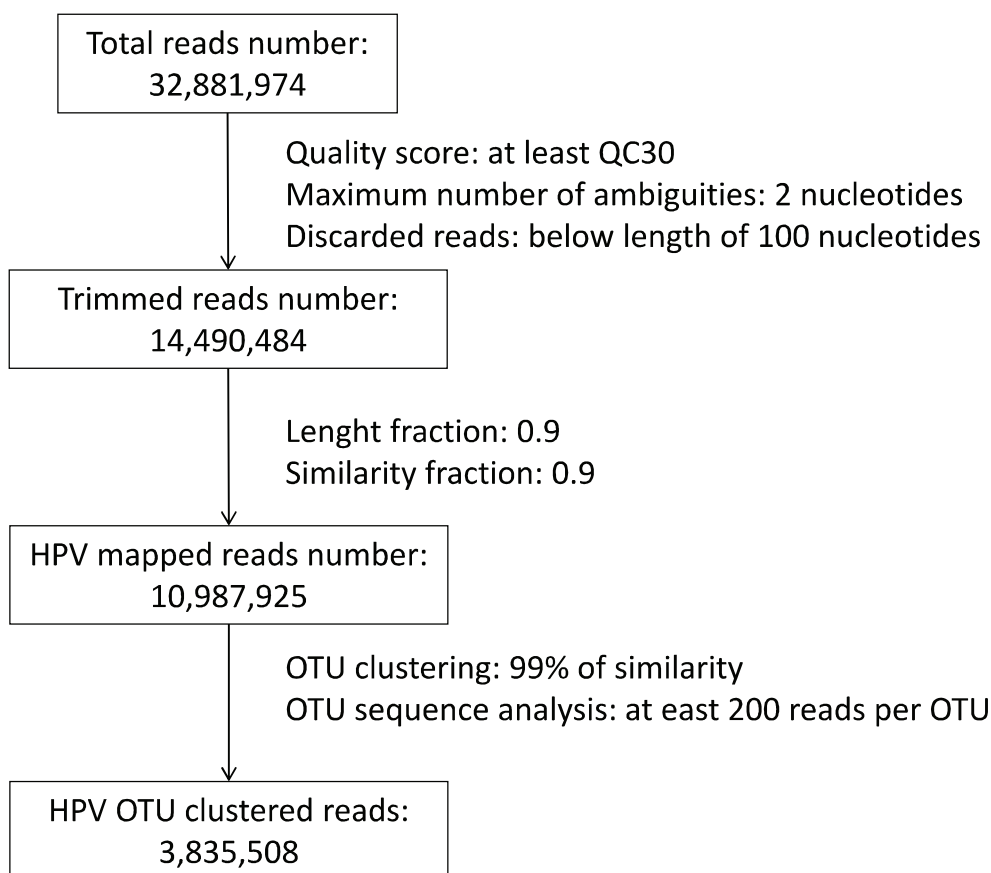 Total reads number:
32,881,974
Quality score: at least QC30
Maximum number of ambiguities: 2 nucleotides
Discarded reads: below length of 100 nucleotides
Trimmed reads number:
14,490,484
Lenght fraction: 0.9
Similarity fraction: 0.9
HPV mapped reads number:
10,987,925
OTU clustering: 99% of similarity
OTU sequence analysis: at east 200 reads per OTU
HPV OTU clustered reads:
3,835,508